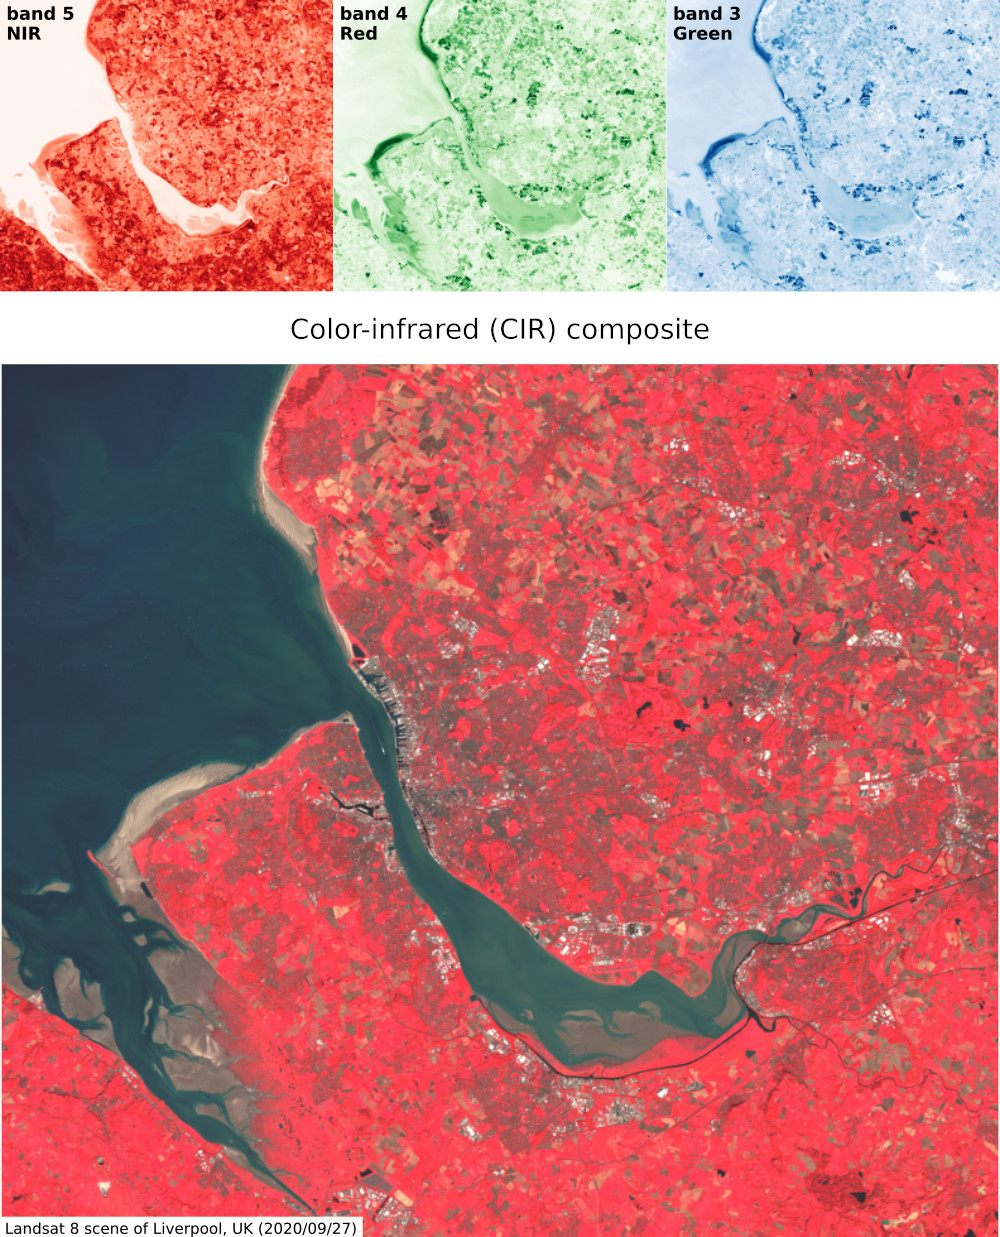 band 5
NIR
band 4
Red
band 3
Green
Color-infrared (CIR) composite
Landsat 8 scene of Liverpool, UK (2020/09/27)